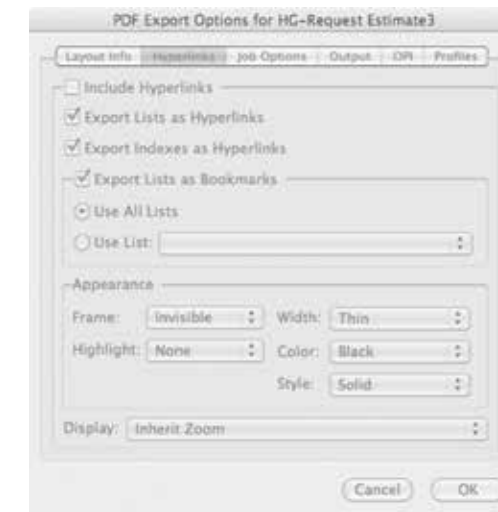 PDF Export Options for HG-Request Estimate3
Layout Info Hyperlinks Job Options Output OPI Profiles
Include Hyperlinks
Export Lists as Hyperlinks
Export Indexes as Hyperlinks
Export Lists as Bookmarks
Use All Lists
Use List:
Appearance
Frame: Invisible Width: Thin
Highlight: None Color: Black
Style: Solid
Display: Inherit Zoom
Cancel OK